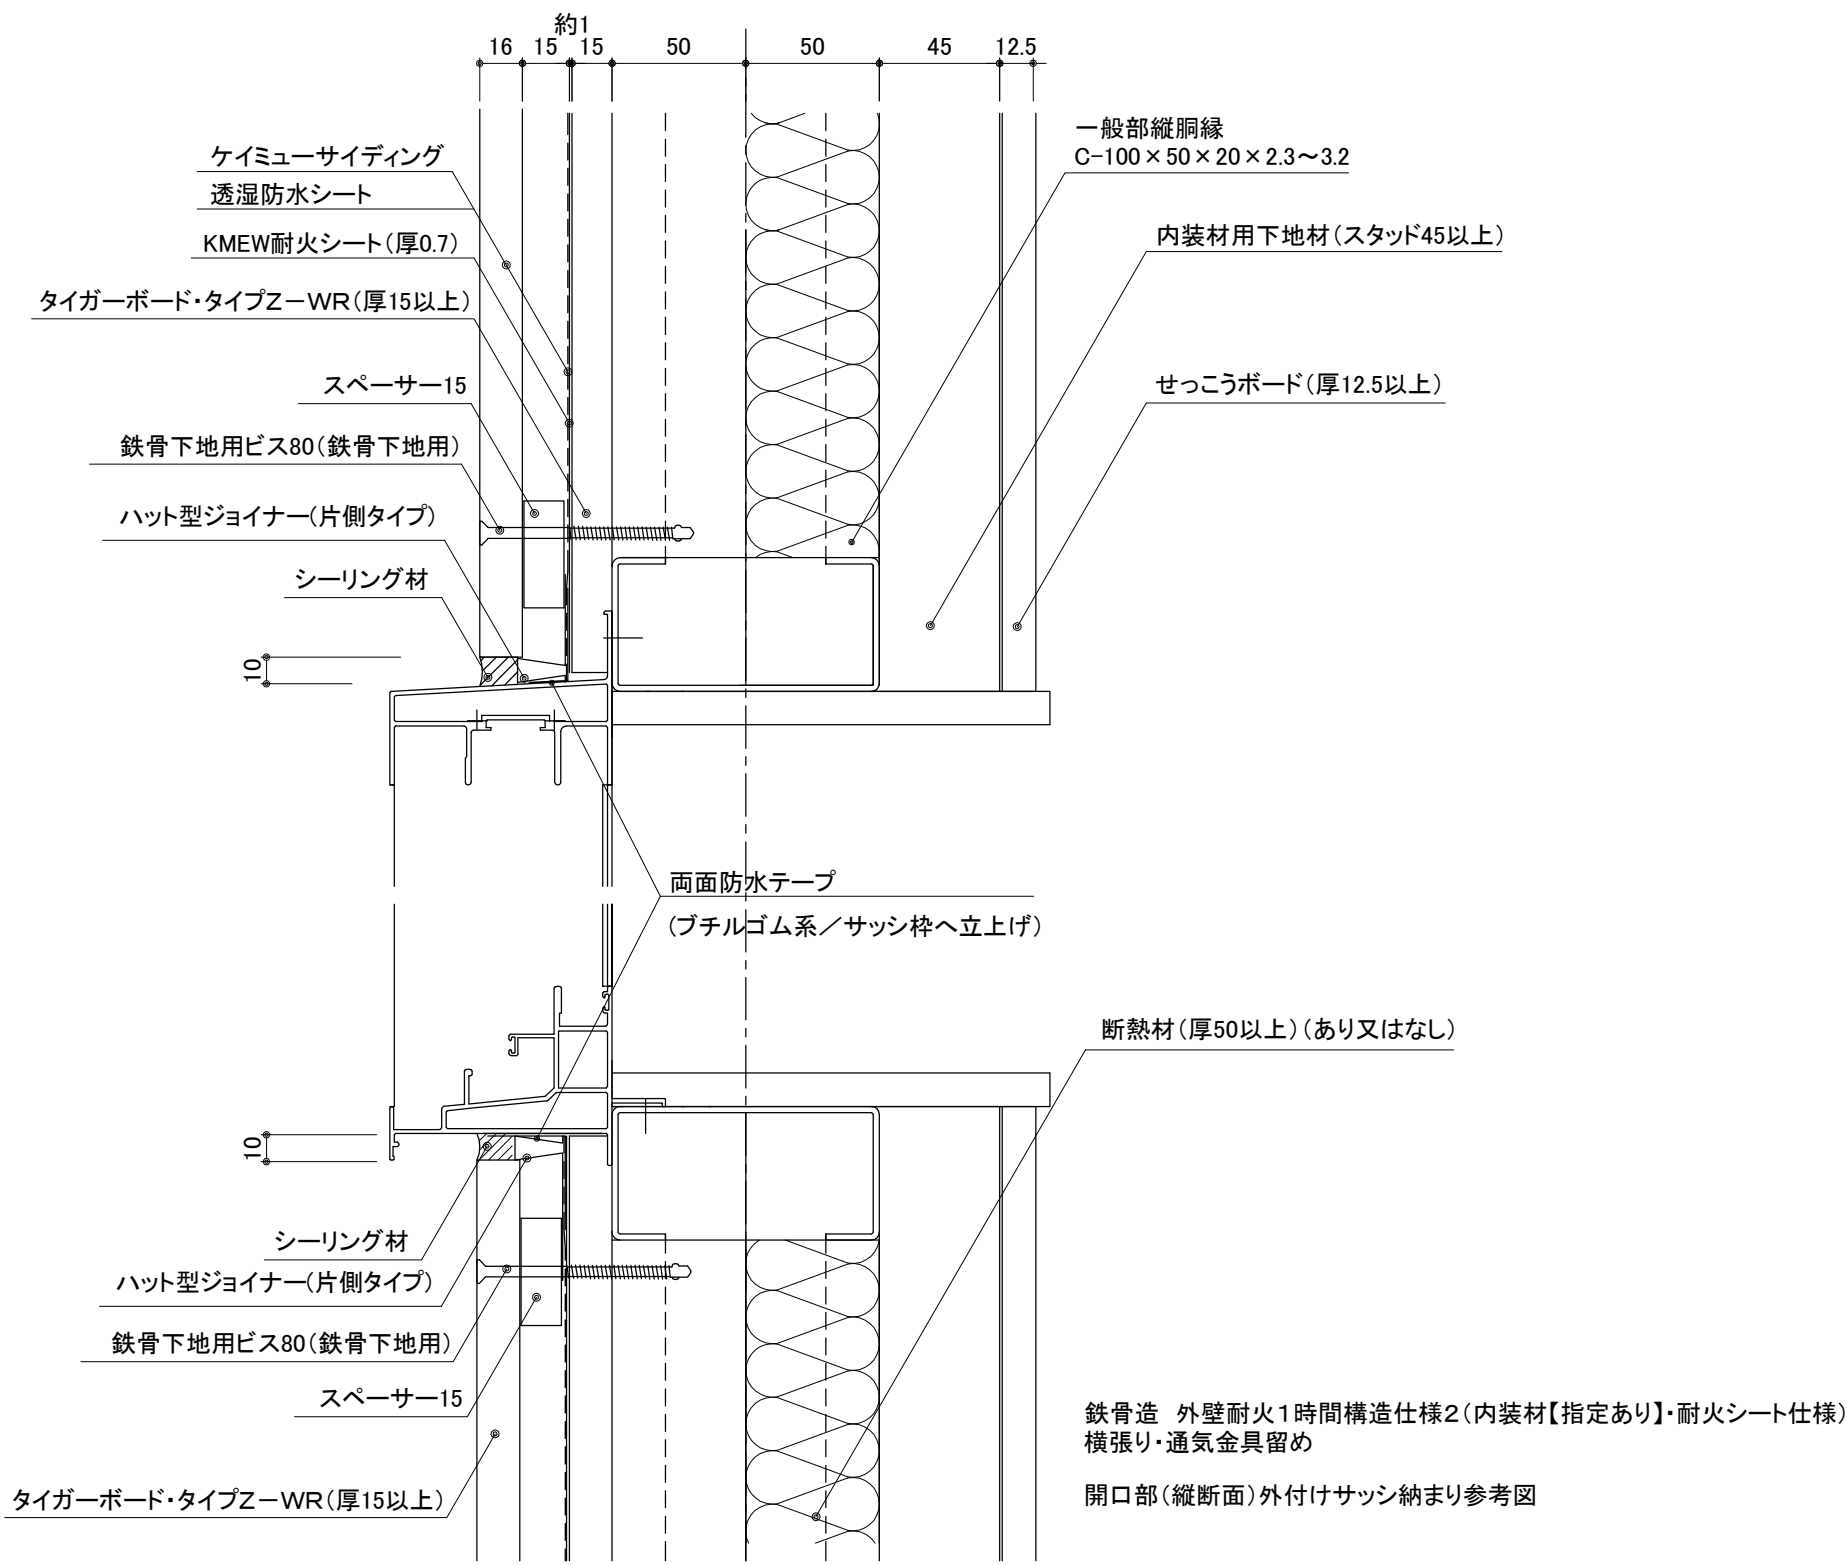 約1
16
15
15
50
50
45
12.5
ケイミューサイディング
透湿防水シート
KMEW耐火シート(厚0.7)
タイガーボード・タイプZ－WR(厚15以上)
スペーサー15
鉄骨下地用ビス80(鉄骨下地用)
ハット型ジョイナー(片側タイプ)
シーリング材
10
一般部縦胴縁
C-100×50×20×2.3～3.2
内装材用下地材(スタッド45以上)
せっこうボード(厚12.5以上)
両面防水テープ
(ブチルゴム系／サッシ枠へ立上げ)
断熱材(厚50以上)(あり又はなし)
10
シーリング材
ハット型ジョイナー(片側タイプ)
鉄骨下地用ビス80(鉄骨下地用)
スペーサー15
タイガーボード・タイプZ－WR(厚15以上)
鉄骨造　外壁耐火1時間構造仕様2(内装材【指定あり】・耐火シート仕様)
横張り・通気金具留め
開口部(縦断面)外付けサッシ納まり参考図